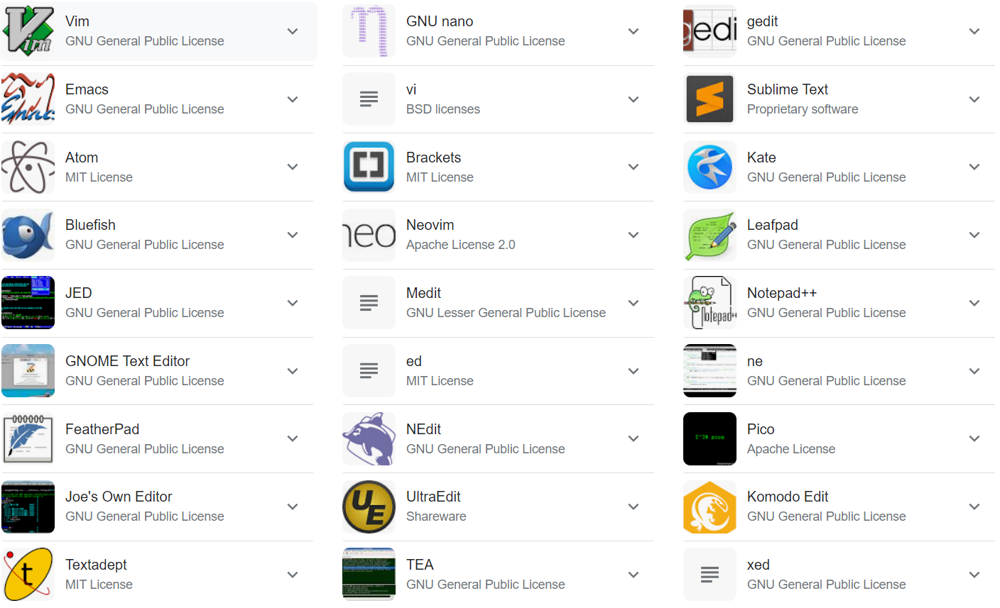 Vim
GNU General Public License
GNU nano
GNU General Public License
gedit
GNU General Public License
Emacs
GNU General Public License
vi
BSD licenses
Sublime Text
Proprietary software
Atom
MIT License
Brackets
MIT License
Kate
GNU General Public License
Bluefish
GNU General Public License
neo
Neovim
Apache License 2.0
Leafpad
GNU General Public License
JED
GNU General Public License
Medit
GNU Lesser General Public License
Notepad++
Notepad++
GNU General Public License
GNOME Text Editor
GNU General Public License
ed
MIT License
ne
GNU General Public License
FeatherPad
GNU General Public License
NEdit
GNU General Public License
[~]$ pico
Pico
Apache License
Joe's Own Editor
GNU General Public License
UE
UltraEdit
Shareware
Komodo Edit
GNU General Public License
t
Textadept
MIT License
TEA
GNU General Public License
xed
GNU General Public License